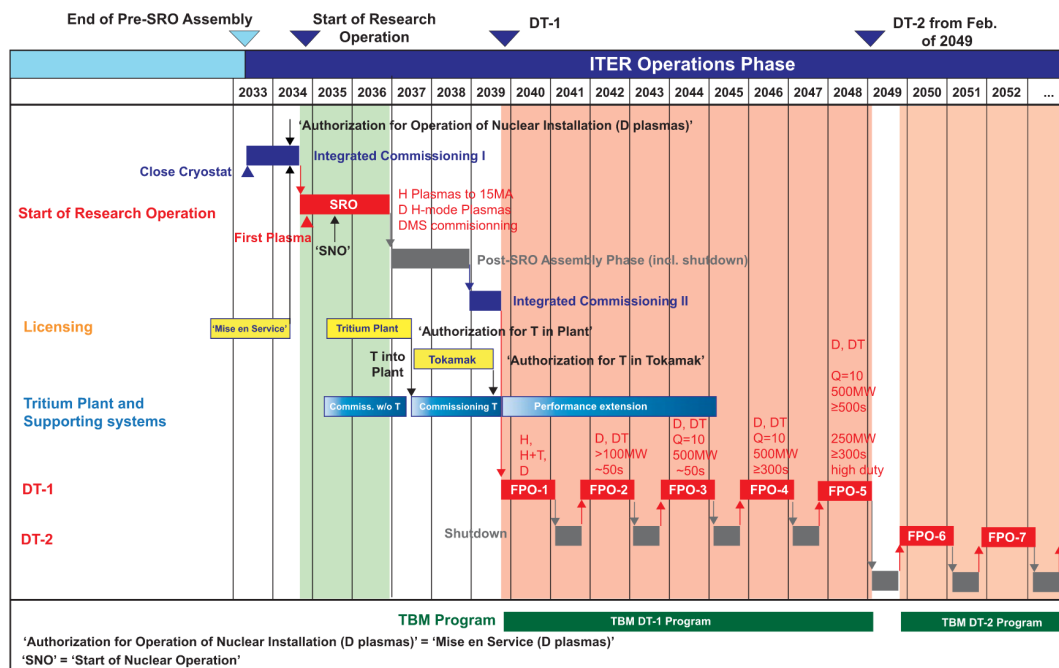 End of Pre-SRO Assembly
Start of Research
Operation
DT-1
DT-2 from Feb.
of 2049
ITER Operations Phase
2033 2034 2035 2036 2037 2038 2039 2040 2041 2042 2043 2044 2045 2046 2047 2048 2049 2050 2051 2052 ...
'Authorization for Operation of Nuclear Installation (D plasmas)'
Integrated Commissioning I
Close Cryostat
Start of Research Operation
SRO
H Plasmas to 15MA
D H-mode Plasmas
DMS commisionning
First Plasma
'SNO'
Post-SRO Assembly Phase (incl. shutdown)
Integrated Commissioning II
Licensing
'Mise en Service'
Tritium Plant
'Authorization for T in Plant'
T into
Plant
Tokamak
'Authorization for T in Tokamak'
Tritium Plant and
Supporting systems
Commiss. w/o T
Commissioning T
Performance extension
H,
H+T,
D
D, DT
>100MW
~50s
D, DT
Q=10
500MW
~50s
D, DT
Q=10
500MW
≥300s
D, DT
Q=10
500MW
≥500s
250MW
≥300s
high duty
DT-1
FPO-1
FPO-2
FPO-3
FPO-4
FPO-5
Shutdown
DT-2
FPO-6
FPO-7
TBM Program
TBM DT-1 Program
TBM DT-2 Program
'Authorization for Operation of Nuclear Installation (D plasmas)' = 'Mise en Service (D plasmas)'
'SNO' = 'Start of Nuclear Operation'